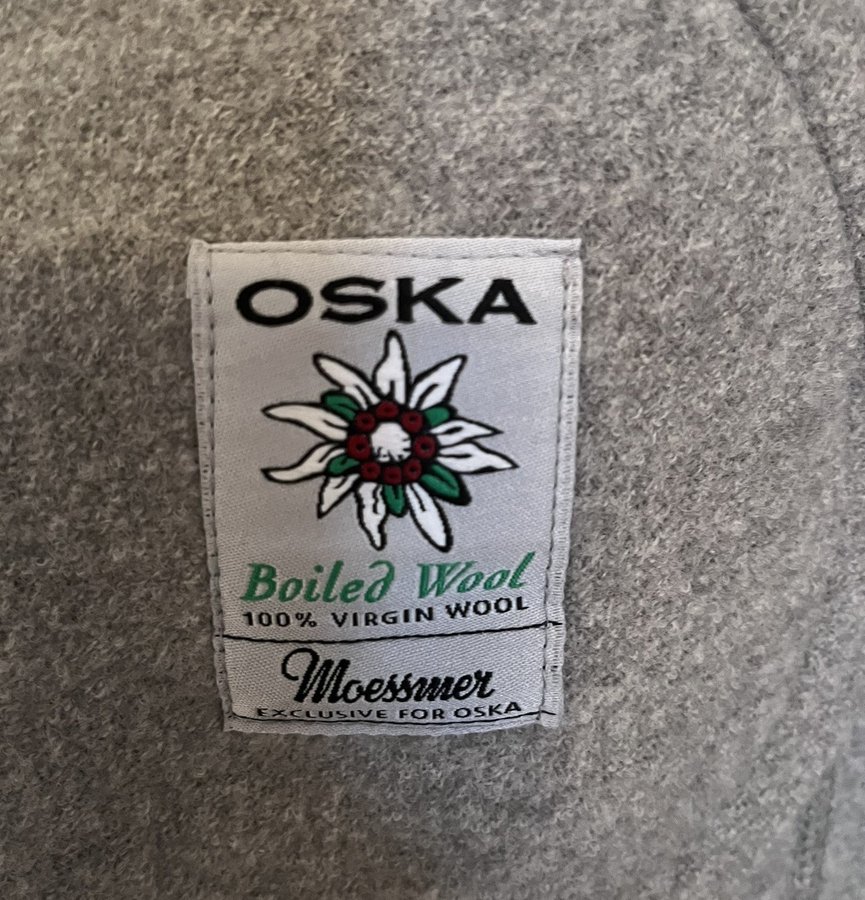 OSKA
Boiled Wool
100% VIRGIN WOOL
Moessmer
EXCLUSIVE FOR OSKA